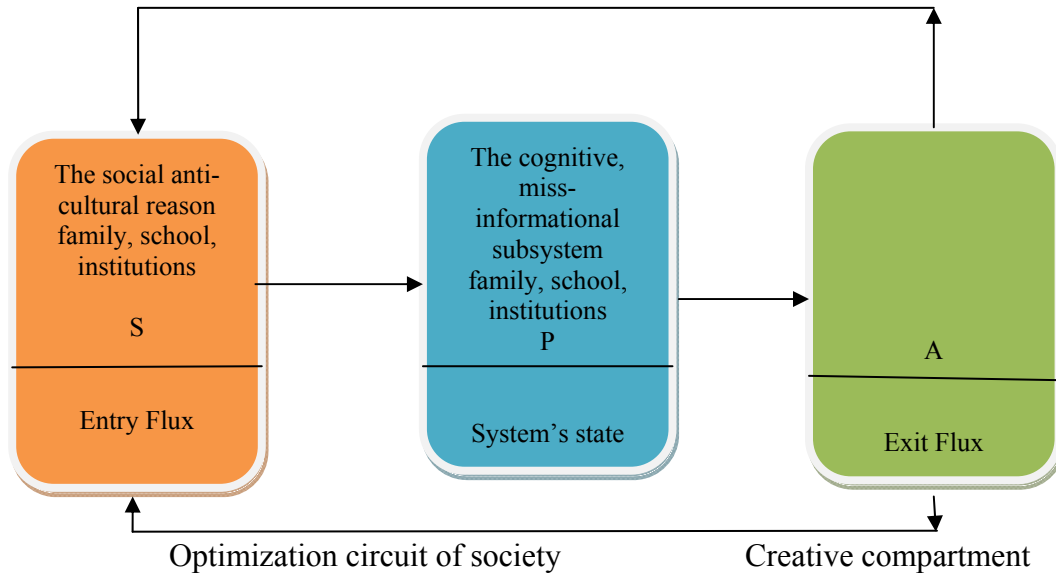 The social anti-
cultural reason
family, school,
institutions
S
Entry Flux
The cognitive,
miss-
informational
subsystem
family, school,
institutions
P
System’s state
A
Exit Flux
Optimization circuit of society
Creative compartment